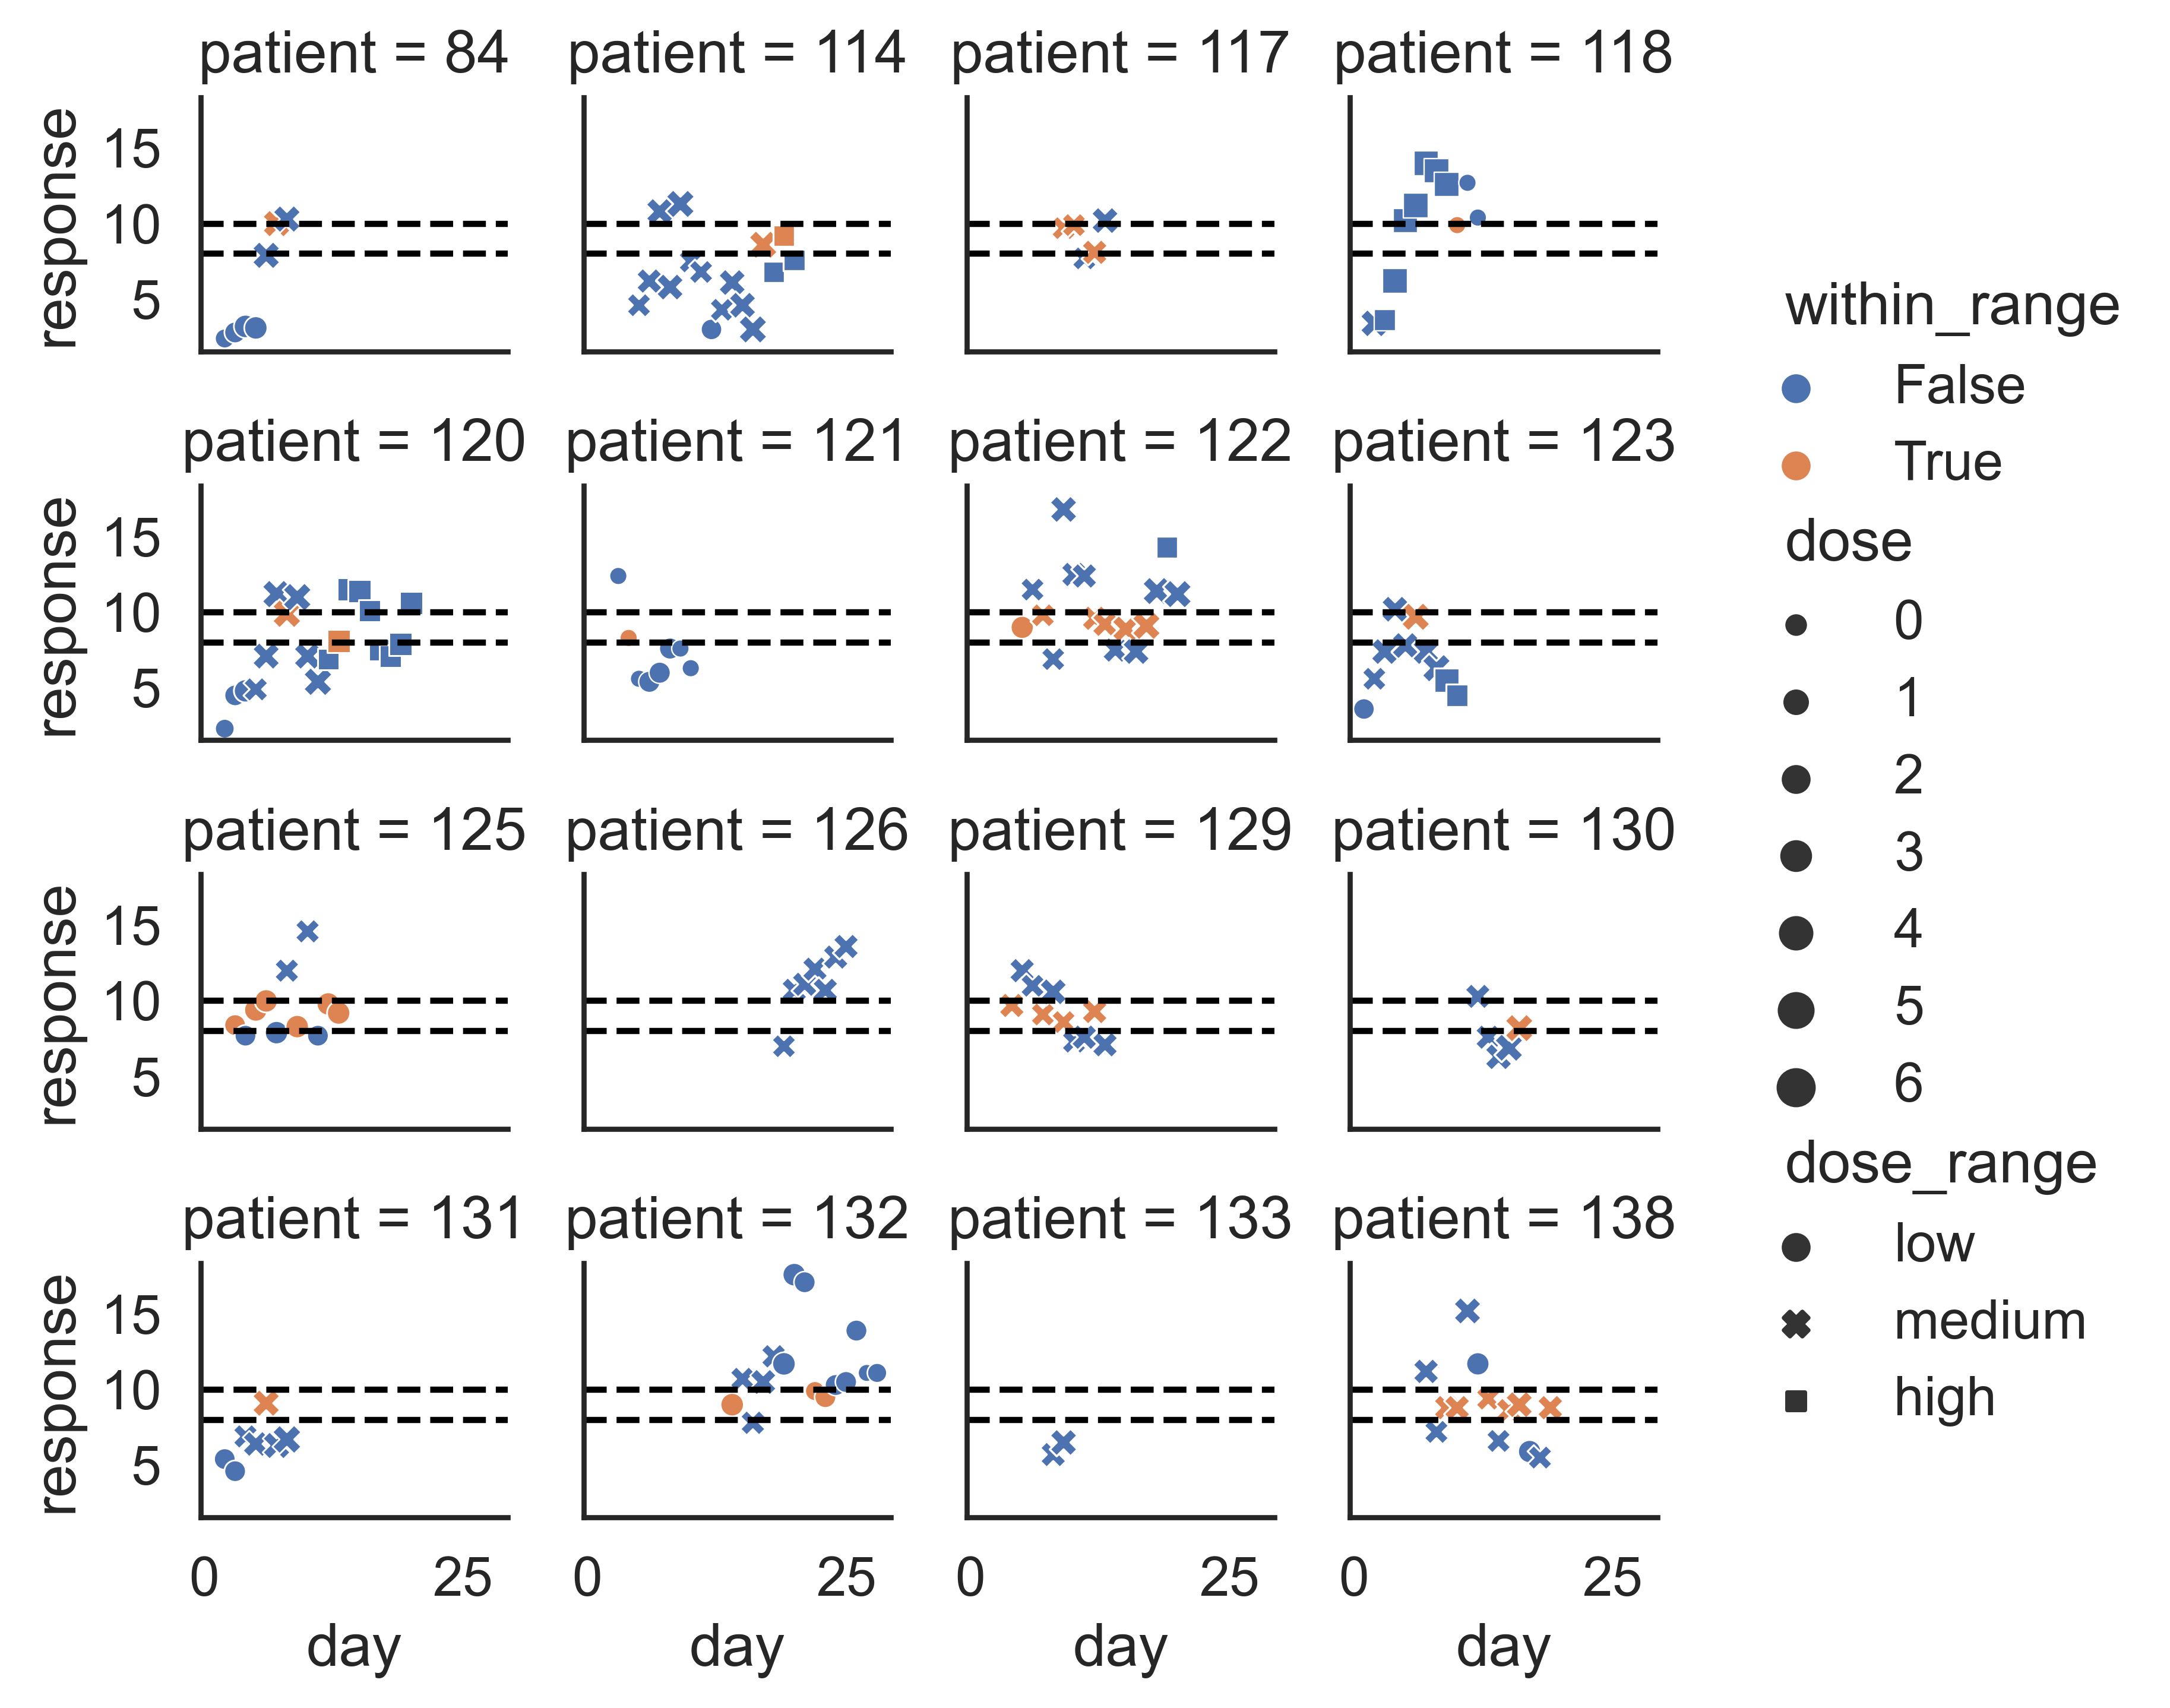 patient = 84
patient = 114
patient = 117
patient = 118
response
15
10
5
patient = 120
patient = 121
patient = 122
patient = 123
response
15
10
5
patient = 125
patient = 126
patient = 129
patient = 130
response
15
10
5
patient = 131
patient = 132
patient = 133
patient = 138
response
15
10
5
0 25
0 25
0 25
0 25
day
day
day
day
within_range
False
True
dose
0
1
2
3
4
5
6
dose_range
low
medium
high